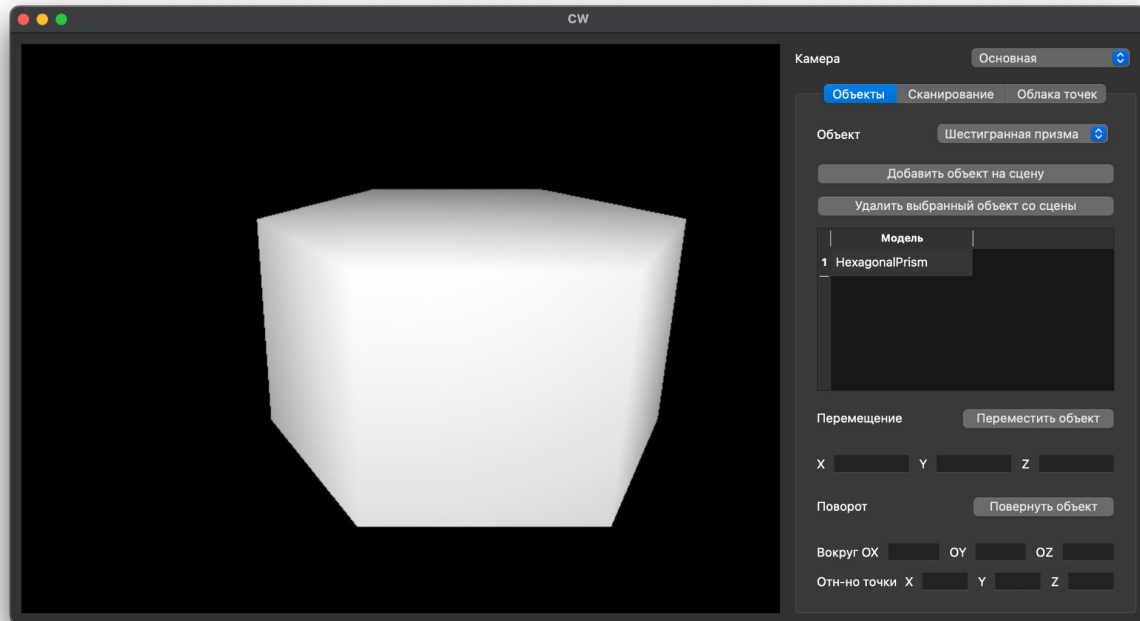 CW
Камера Основная
Объекты Сканирование Облака точек
Объект Шестигранная призма
Добавить объект на сцену
Удалить выбранный объект со сцены
Модель
1 HexagonalPrism
Перемещение Переместить объект
X Y Z
Поворот Повернуть объект
Вокруг OX OY OZ
Отн-но точки X Y Z